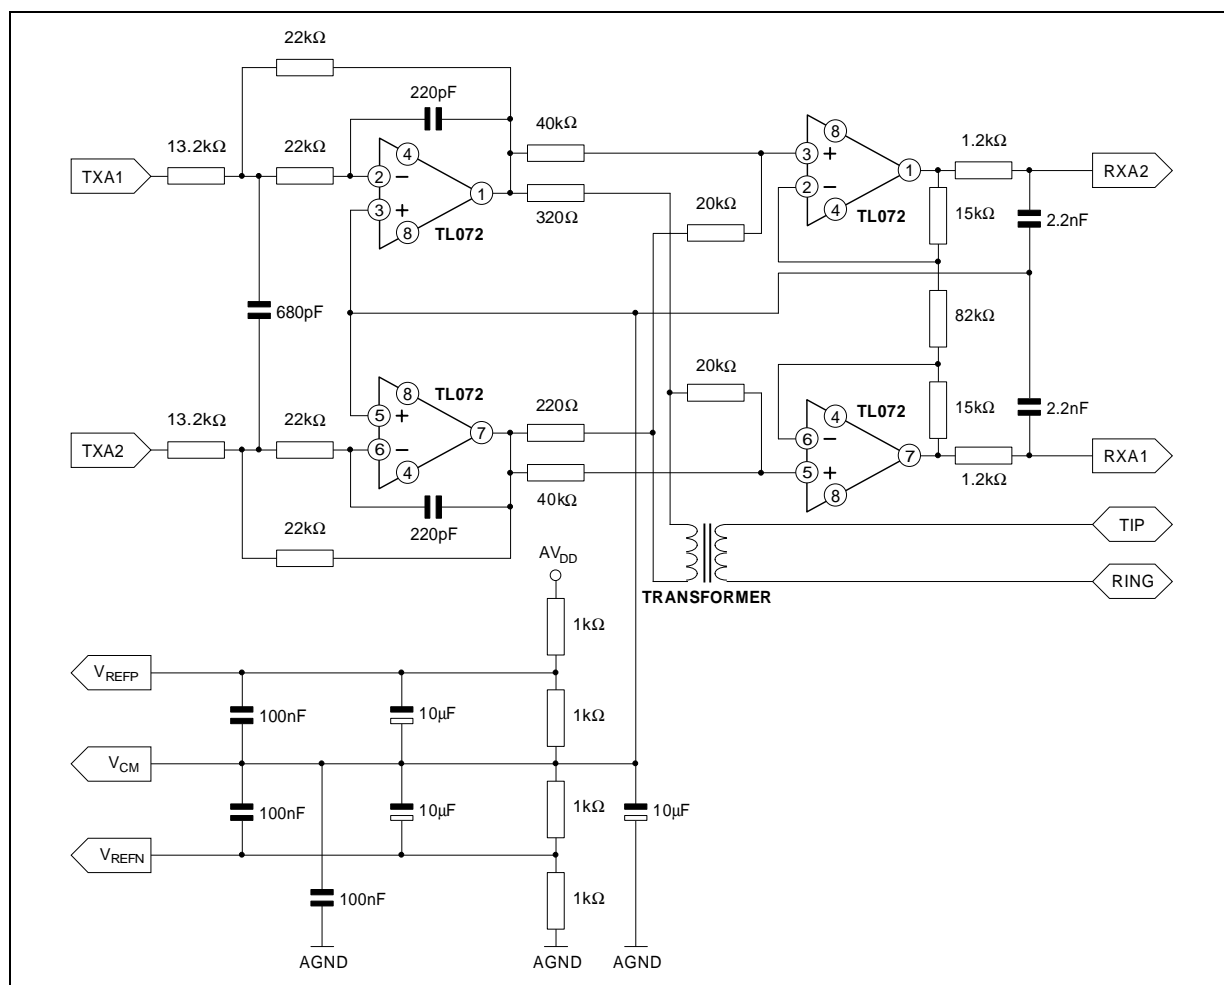 22kΩ
220pF
40kΩ
1.2kΩ
13.2kΩ
22kΩ
8
4
3
+
TXA1
2
−
1
1
RXA2
3
+
2
−
20kΩ
15kΩ
2.2nF
8
TL072
320Ω
4
TL072
680pF
82kΩ
20kΩ
8
TL072
220Ω
TL072
4
15kΩ
2.2nF
13.2kΩ
22kΩ
5
+
7
6
−
TXA2
6
−
7
RXA1
5
+
4
40kΩ
8
1.2kΩ
22kΩ
220pF
TIP
AVDD
RING
TRANSFORMER
1kΩ
VREFP
100nF
10μF
1kΩ
VCM
100nF
10μF
1kΩ
10μF
VREFN
100nF
1kΩ
AGND
AGND
AGND